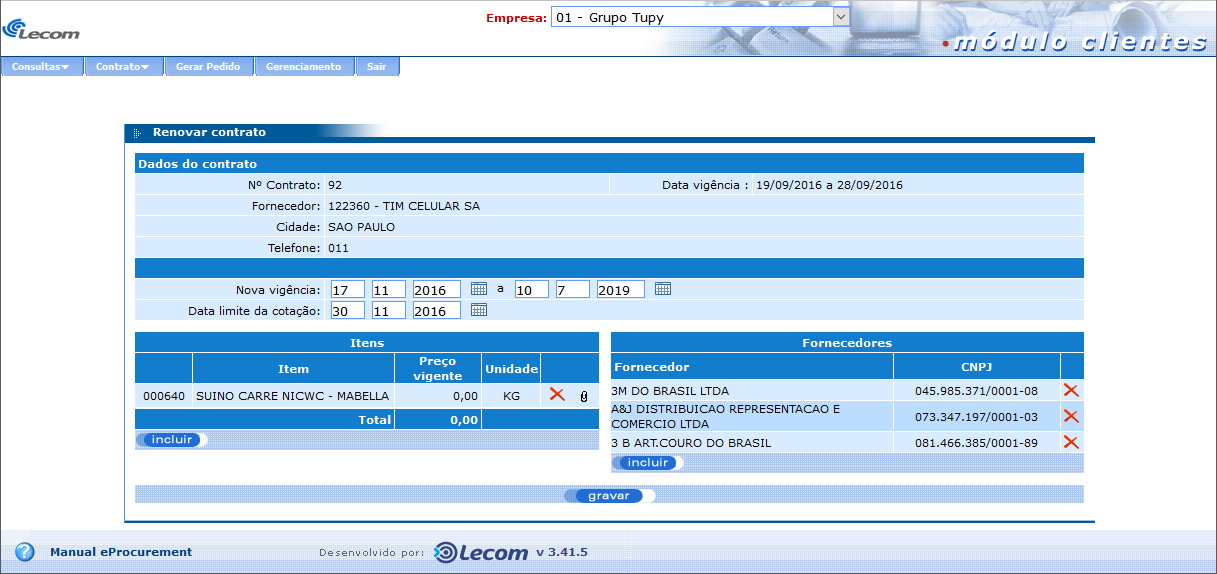 Lecom
Empresa: 01 - Grupo Tupy
módulo clientes
Consultas Contrato Gerar Pedido Gerenciamento Sair
Renovar contrato
Dados do contrato
Nº Contrato: 92 Data vigência : 19/09/2016 a 28/09/2016
Fornecedor: 122360 - TIM CELULAR SA
Cidade: SAO PAULO
Telefone: 011
Nova vigência: 17 11 2016 a 10 7 2019
Data limite da cotação: 30 11 2016
Itens
Item Preço vigente Unidade
000640 SUINO CARRE NICWC - MABELLA 0,00 KG
Total 0,00
incluir
Fornecedores
Fornecedor CNPJ
3M DO BRASIL LTDA 045.985.371/0001-08
A&J DISTRIBUICAO REPRESENTACAO E
COMERCIO LTDA 073.347.197/0001-03
3 B ART.COURO DO BRASIL 081.466.385/0001-89
incluir
gravar
? Manual eProcurement Desenvolvido por: Lecom v 3.41.5